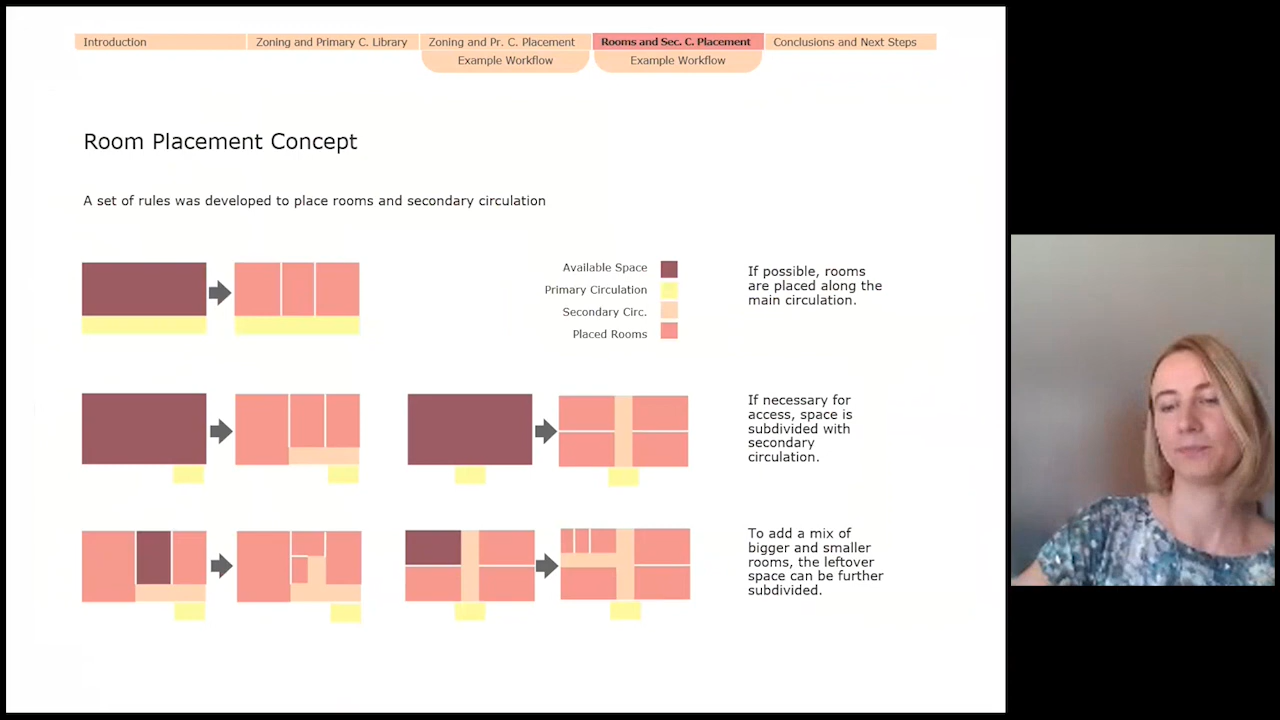 Introduction
Zoning and Primary C. Library
Zoning and Pr. C. Placement
Rooms and Sec. C. Placement
Conclusions and Next Steps
Example Workflow
Example Workflow
Room Placement Concept
A set of rules was developed to place rooms and secondary circulation
Available Space
Primary Circulation
Secondary Circ.
Placed Rooms
If possible, rooms
are placed along the
main circulation.
If necessary for
access, space is
subdivided with
secondary
circulation.
To add a mix of
bigger and smaller
rooms, the leftover
space can be further
subdivided.